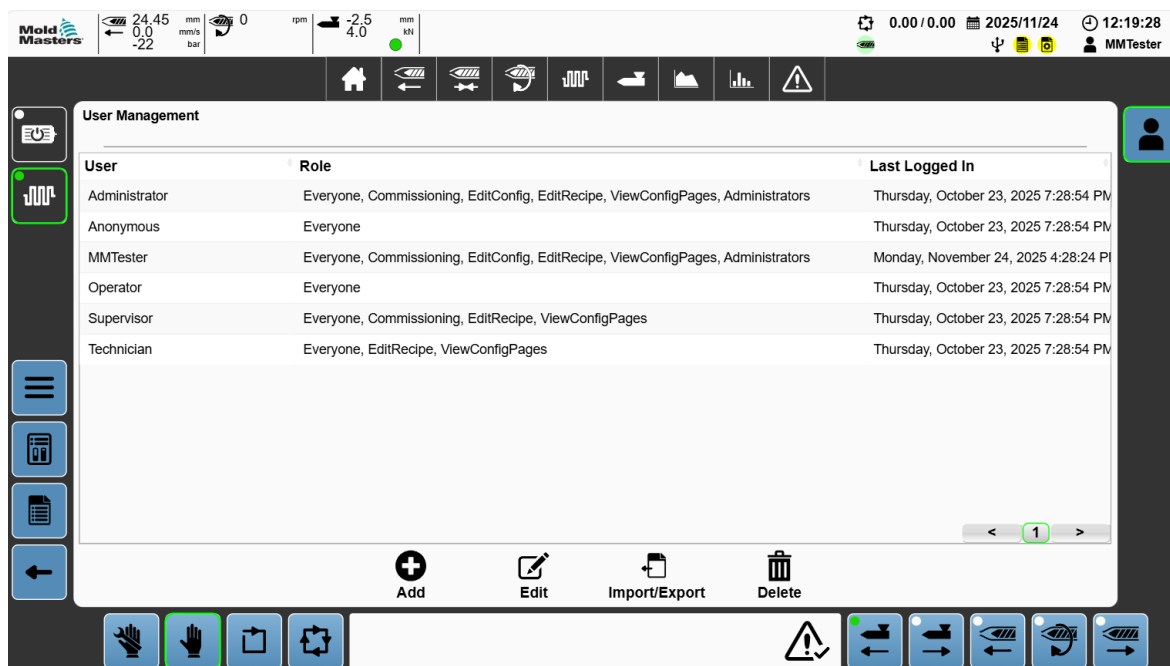 Mold
Masters
24.45 mm
0.0 mm/s
-22 bar
0 rpm
-2.5 mm
4.0 kN
0.00 / 0.00
2025/11/24
12:19:28
MMTester
User Management
User Role Last Logged In
Administrator Everyone, Commissioning, EditConfig, EditRecipe, ViewConfigPages, Administrators Thursday, October 23, 2025 7:28:54 PM
Anonymous Everyone Thursday, October 23, 2025 7:28:54 PM
MMTester Everyone, Commissioning, EditConfig, EditRecipe, ViewConfigPages, Administrators Monday, November 24, 2025 4:28:24 P
Operator Everyone Thursday, October 23, 2025 7:28:54 PM
Supervisor Everyone, Commissioning, EditRecipe, ViewConfigPages Thursday, October 23, 2025 7:28:54 PM
Technician Everyone, EditRecipe, ViewConfigPages Thursday, October 23, 2025 7:28:54 PM
< 1 >
Add Edit Import/Export Delete